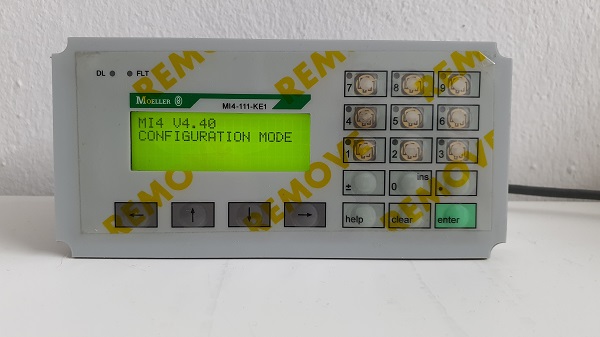 DL FLT
MOELLER
MI4-111-KE1
MI4 V4.40
CONFIGURATION MODE
7 8 9
4 5 6
1 2 3
± 0 ins .
help clear enter
REMOVE
REMOVE
REMOVE
REMOVE
REMOVE